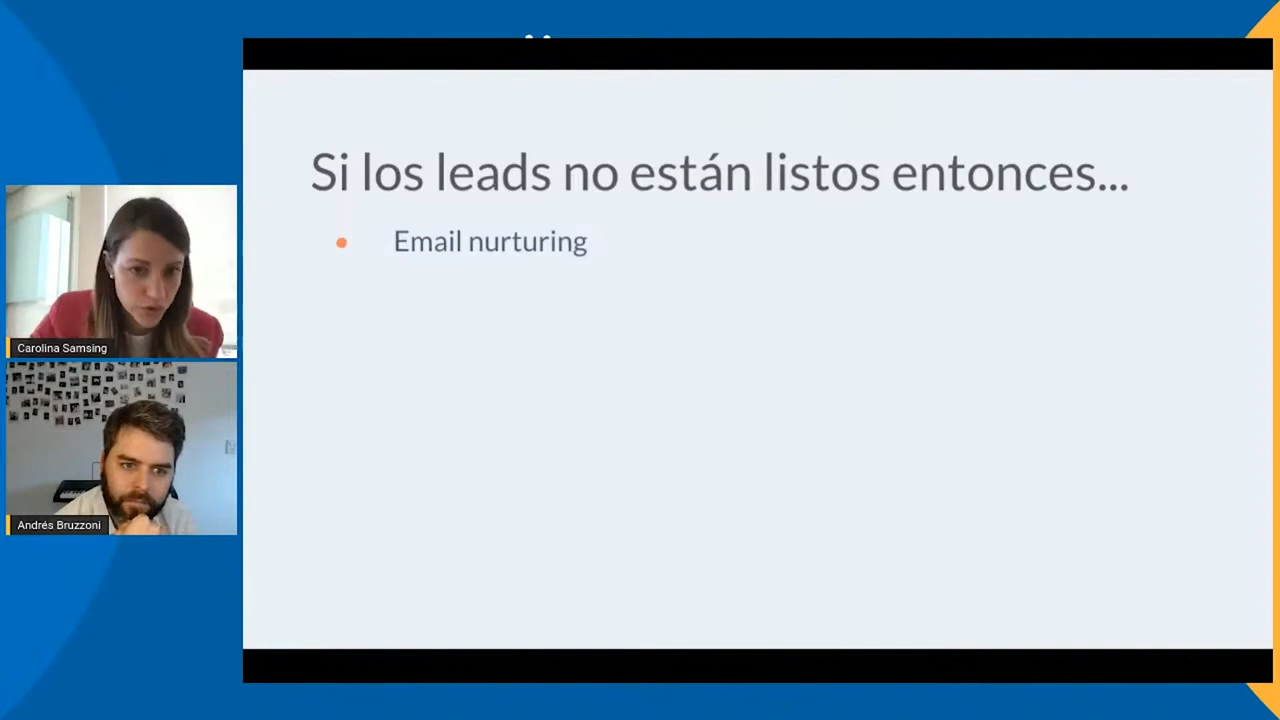 Si los leads no están listos entonces...
• Email nurturing
Carolina Samsing
Andrés Bruzzoni